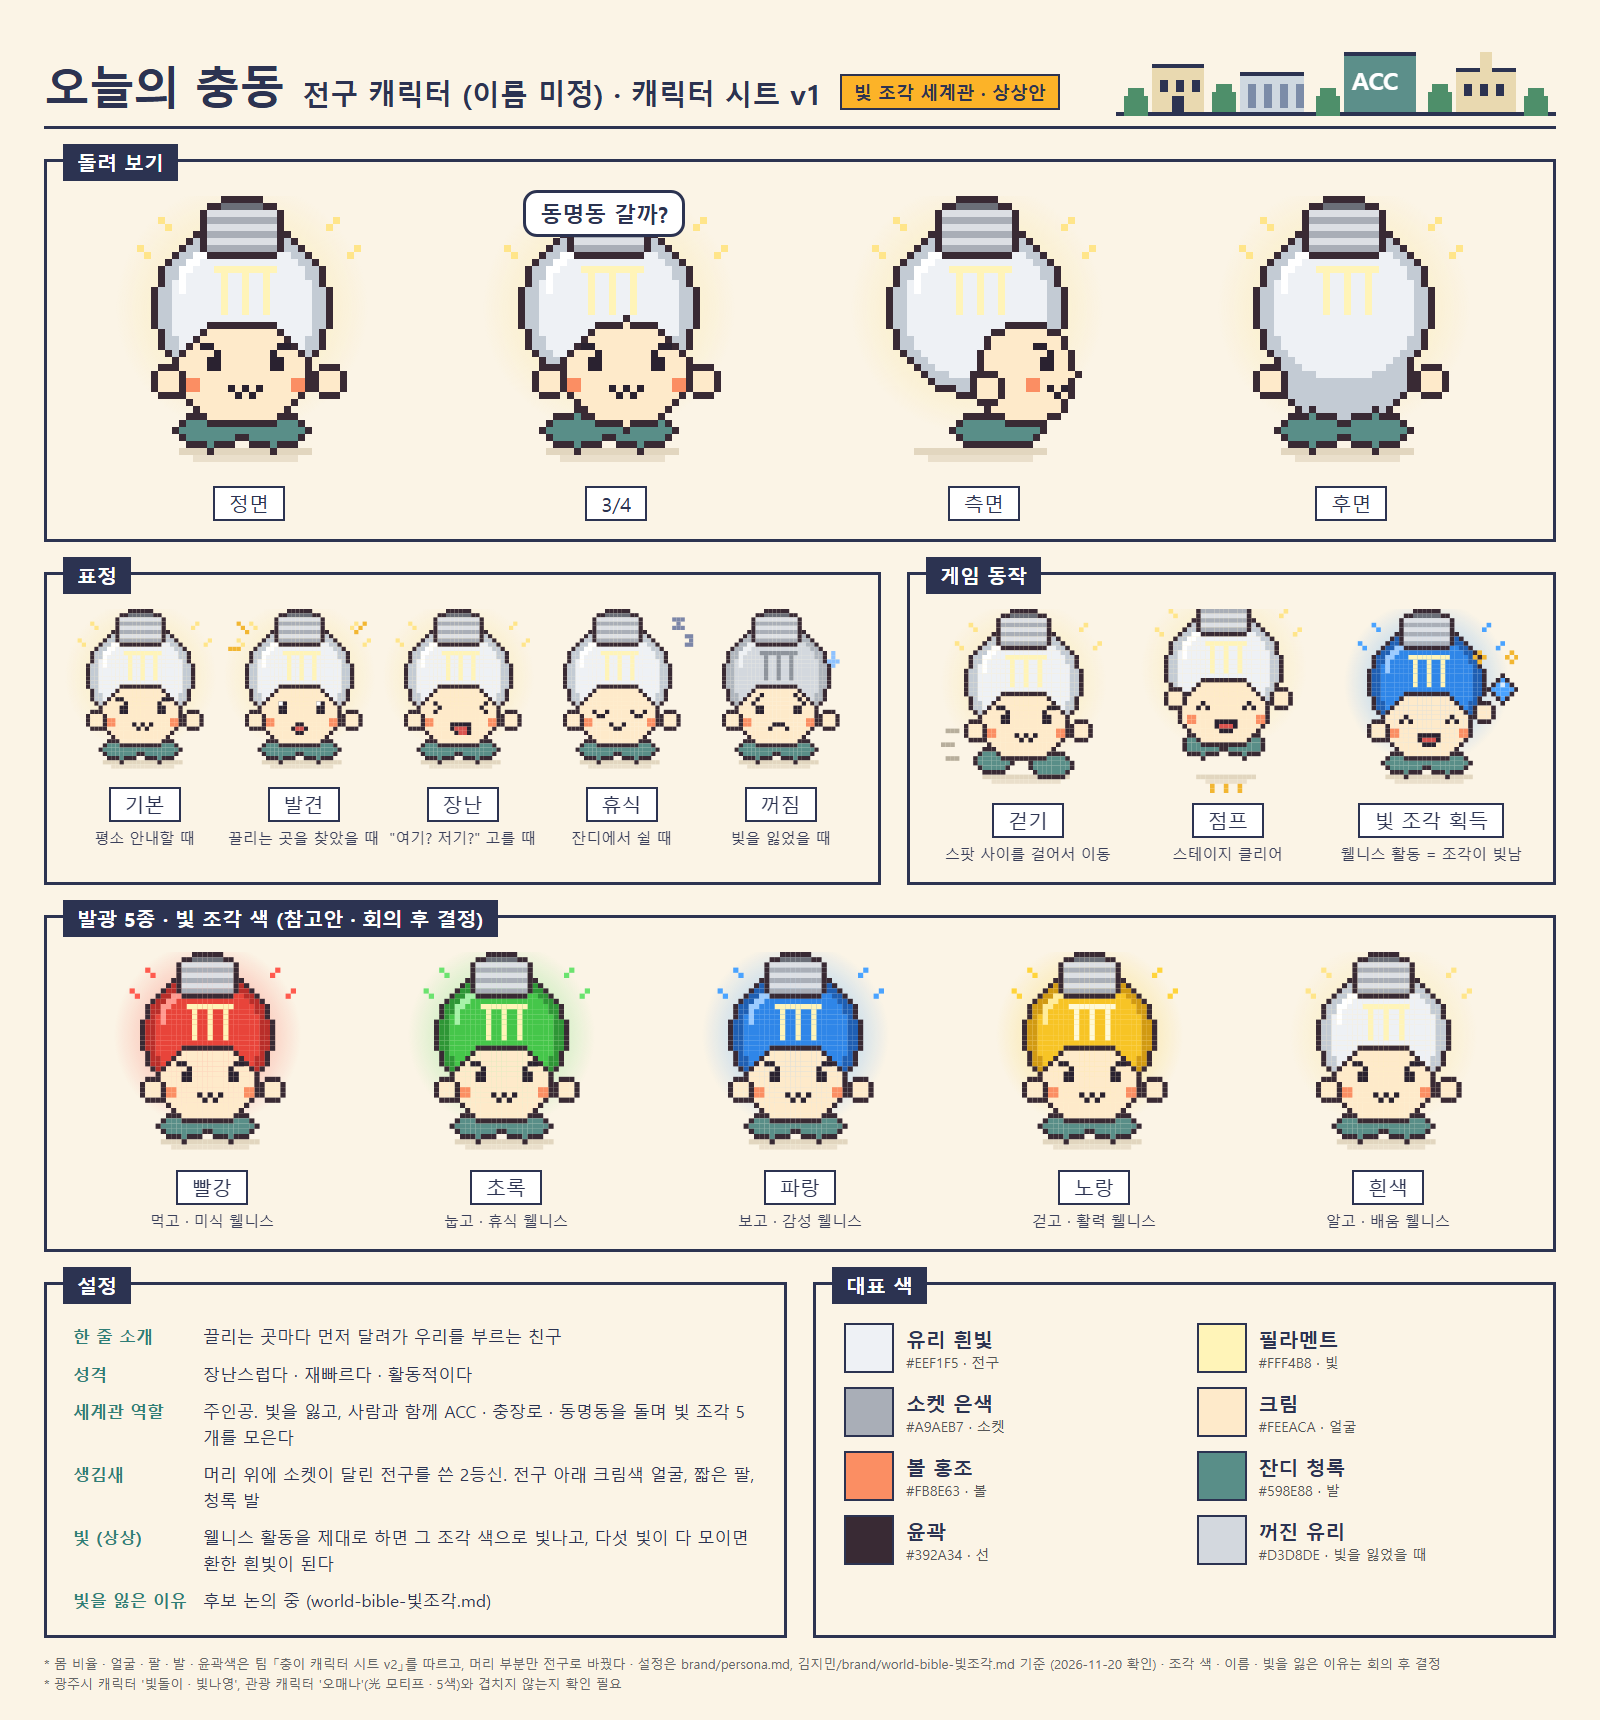 오늘의 충동 전구 캐릭터 (이름 미정) · 캐릭터 시트 v1 빛 조각 세계관 · 상상안
ACC
돌려 보기
동명동 갈까?
정면 3/4 측면 후면
표정
기본 발견 장난 휴식 꺼짐
평소 안내할 때 끌리는 곳을 찾았을 때 "여기? 저기?" 고를 때 잔디에서 쉴 때 빛을 잃었을 때
게임 동작
걷기 점프 빛 조각 획득
스팟 사이를 걸어서 이동 스테이지 클리어 웰니스 활동 = 조각이 빛남
발광 5종 · 빛 조각 색 (참고안 · 회의 후 결정)
빨강 초록 파랑 노랑 흰색
먹고 · 미식 웰니스 눕고 · 휴식 웰니스 보고 · 감성 웰니스 걷고 · 활력 웰니스 알고 · 배움 웰니스
설정
한 줄 소개 끌리는 곳마다 먼저 달려가 우리를 부르는 친구
성격 장난스럽다 · 재빠르다 · 활동적이다
세계관 역할 주인공. 빛을 잃고, 사람과 함께 ACC · 충장로 · 동명동을 돌며 빛 조각 5
개를 모은다
생김새 머리 위에 소켓이 달린 전구를 쓴 2등신. 전구 아래 크림색 얼굴, 짧은 팔,
청록 발
빛 (상상) 웰니스 활동을 제대로 하면 그 조각 색으로 빛나고, 다섯 빛이 다 모이면
환한 흰빛이 된다
빛을 잃은 이유 후보 논의 중 (world-bible-빛조각.md)
대표 색
유리 흰빛
#EEF1F5 · 전구
필라멘트
#FFF4B8 · 빛
소켓 은색
#A9AEB7 · 소켓
크림
#FEEACA · 얼굴
볼 홍조
#FB8E63 · 볼
잔디 청록
#598E88 · 발
윤곽
#392A34 · 선
꺼진 유리
#D3D8DE · 빛을 잃었을 때
* 몸 비율 · 얼굴 · 팔 · 발 · 윤곽색은 팀 「충이 캐릭터 시트 v2」를 따르고, 머리 부분만 전구로 바꿨다 · 설정은 brand/persona.md, 김지민/brand/world-bible-빛조각.md 기준 (2026-11-20 확인) · 조각 색 · 이름 · 빛을 잃은 이유는 회의 후 결정
* 광주시 캐릭터 '빛돌이 · 빛나영', 관광 캐릭터 '오매나'(光 모티프 · 5색)와 겹치지 않는지 확인 필요